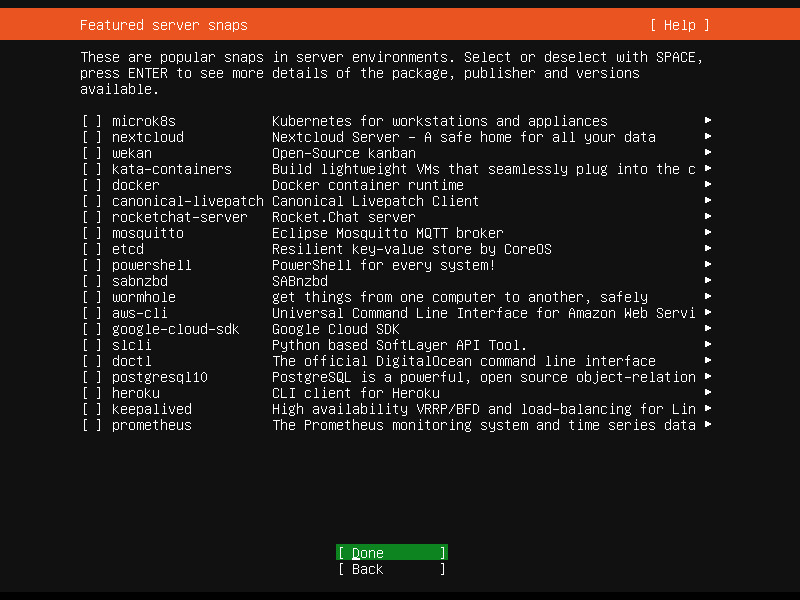 Featured server snaps [ Help ]
These are popular snaps in server environments. Select or deselect with SPACE,
press ENTER to see more details of the package, publisher and versions
available.
[ ] microk8s Kubernetes for workstations and appliances ►
[ ] nextcloud Nextcloud Server - A safe home for all your data ►
[ ] wekan Open-Source kanban ►
[ ] kata-containers Build lightweight VMs that seamlessly plug into the c ►
[ ] docker Docker container runtime ►
[ ] canonical-livepatch Canonical Livepatch Client ►
[ ] rocketchat-server Rocket.Chat server ►
[ ] mosquitto Eclipse Mosquitto MQTT broker ►
[ ] etcd Resilient key-value store by CoreOS ►
[ ] powershell PowerShell for every system! ►
[ ] sabnzbd SABnzbd ►
[ ] wormhole get things from one computer to another, safely ►
[ ] aws-cli Universal Command Line Interface for Amazon Web Servi ►
[ ] google-cloud-sdk Google Cloud SDK ►
[ ] slcli Python based SoftLayer API Tool. ►
[ ] doctl The official DigitalOcean command line interface ►
[ ] postgresql10 PostgreSQL is a powerful, open source object-relation ►
[ ] heroku CLI client for Heroku ►
[ ] keepalived High availability VRRP/BFD and load-balancing for Lin ►
[ ] prometheus The Prometheus monitoring system and time series data ►
[ Done ]
[ Back ]